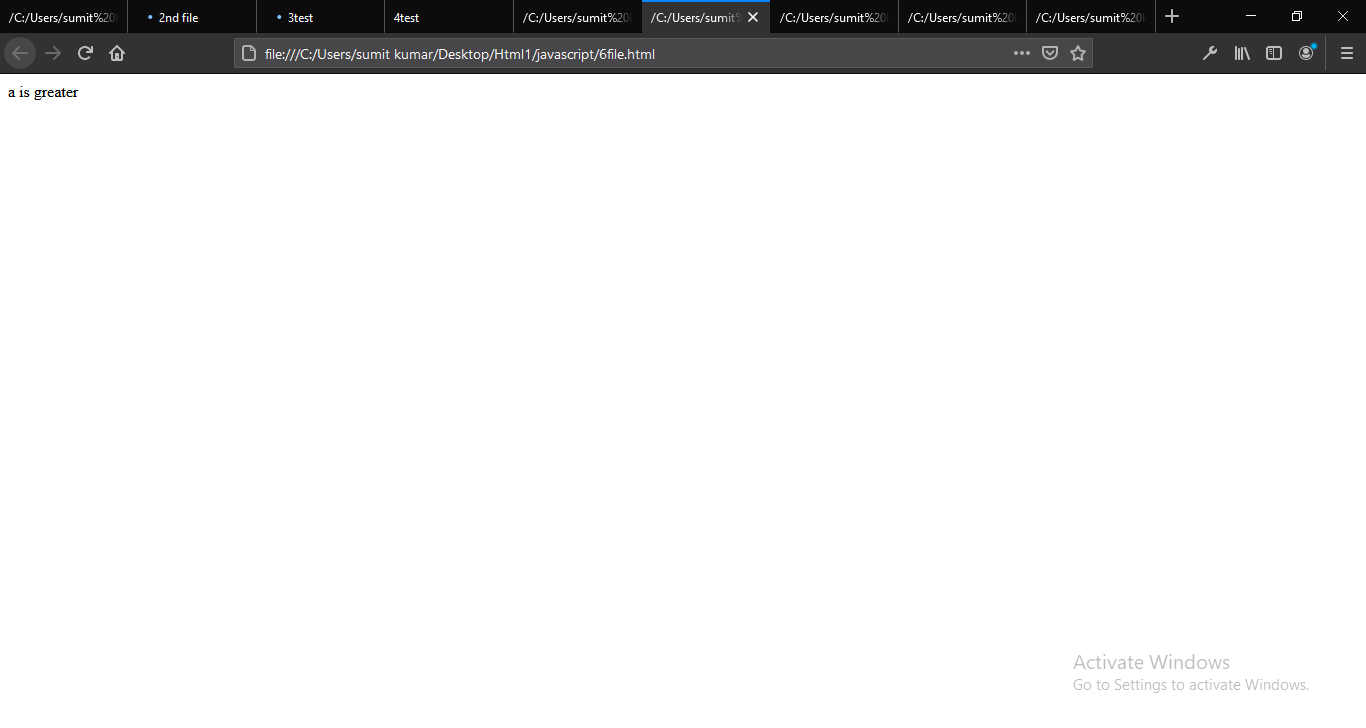 /C:/Users/sumit%20
2nd file
3test
4test
/C:/Users/sumit%20
/C:/Users/sumit%
/C:/Users/sumit%20
/C:/Users/sumit%20
/C:/Users/sumit%20
file:///C:/Users/sumit kumar/Desktop/Html1/javascript/6file.html
a is greater
Activate Windows
Go to Settings to activate Windows.